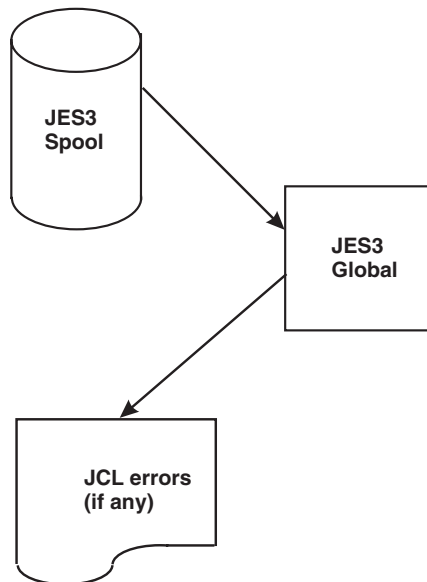 JES3
Spool
JES3
Global
JCL errors
(if any)